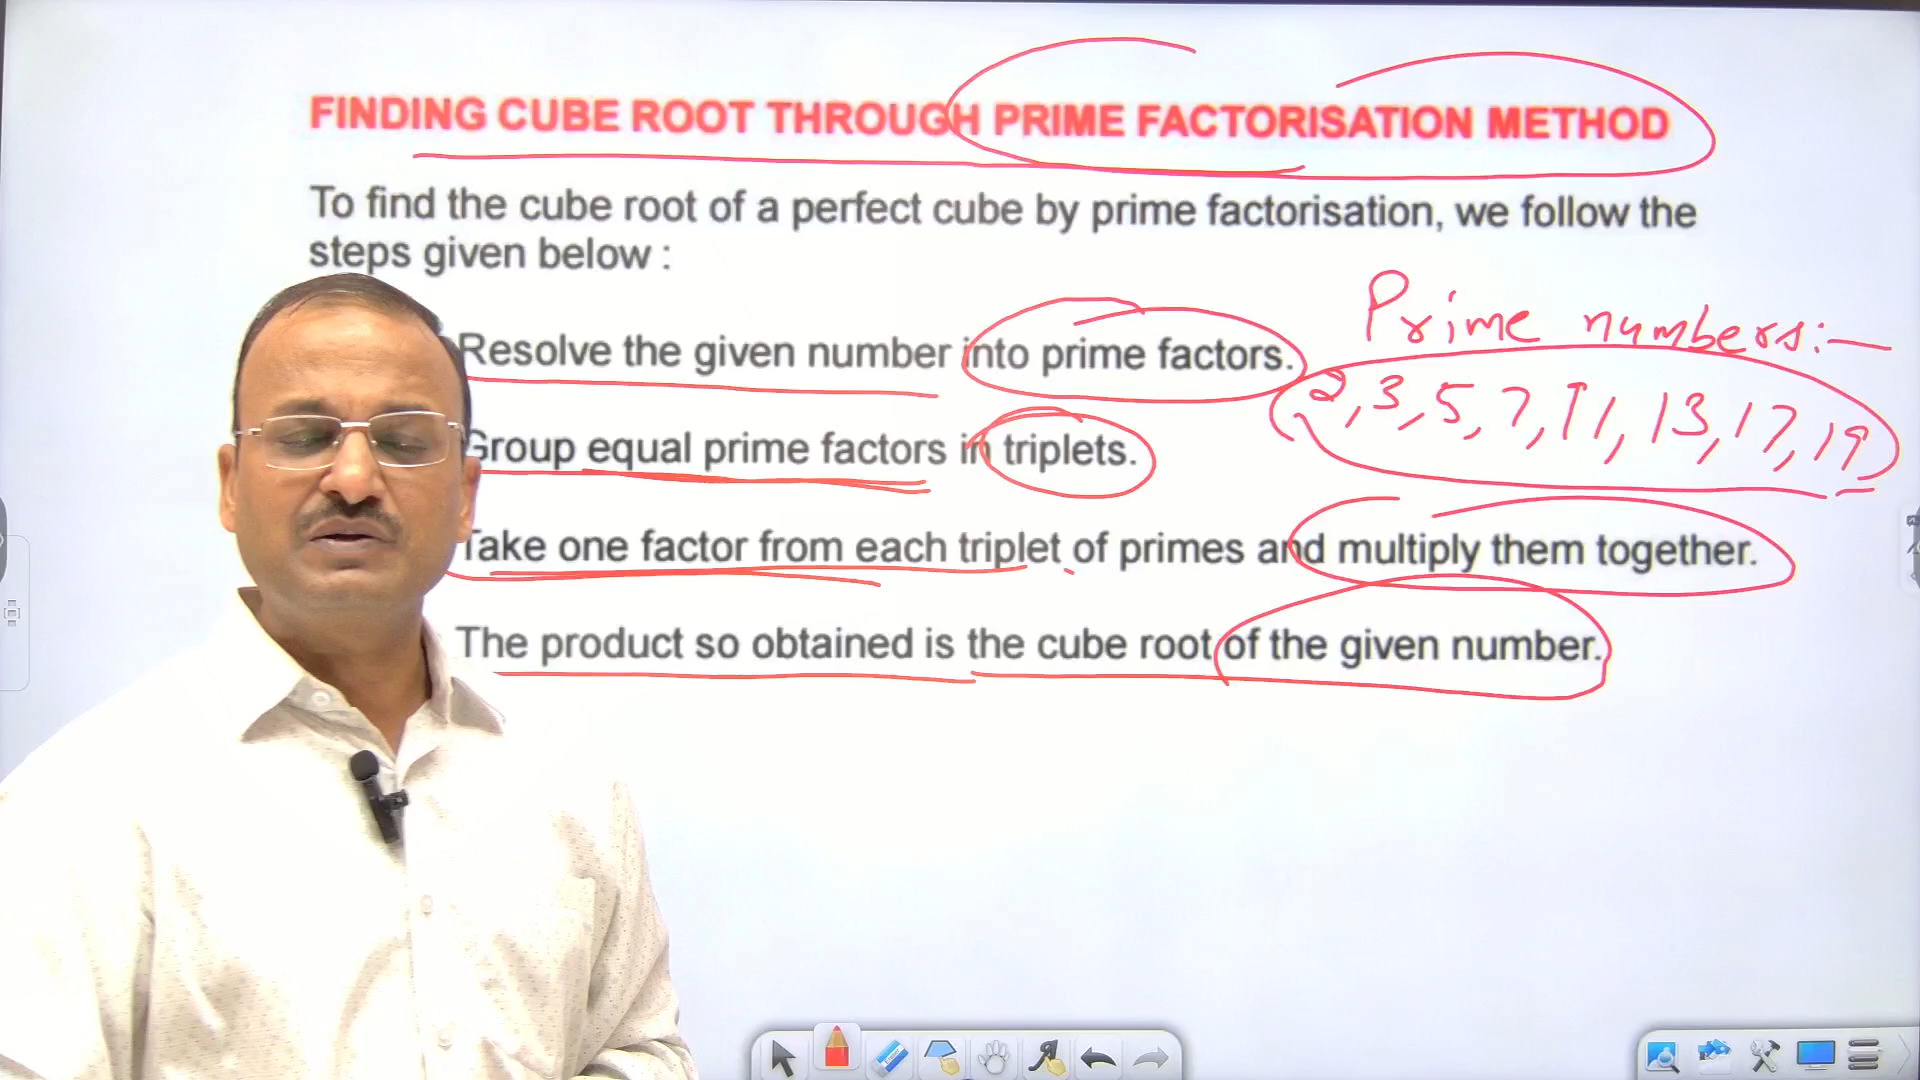 FINDING CUBE ROOT THROUGH PRIME FACTORISATION METHOD
To find the cube root of a perfect cube by prime factorisation, we follow the
steps given below :
Resolve the given number into prime factors.
Group equal prime factors in triplets.
Take one factor from each triplet of primes and multiply them together.
The product so obtained is the cube root of the given number.
Prime numbers:—
2, 3, 5, 7, 11, 13, 17, 19